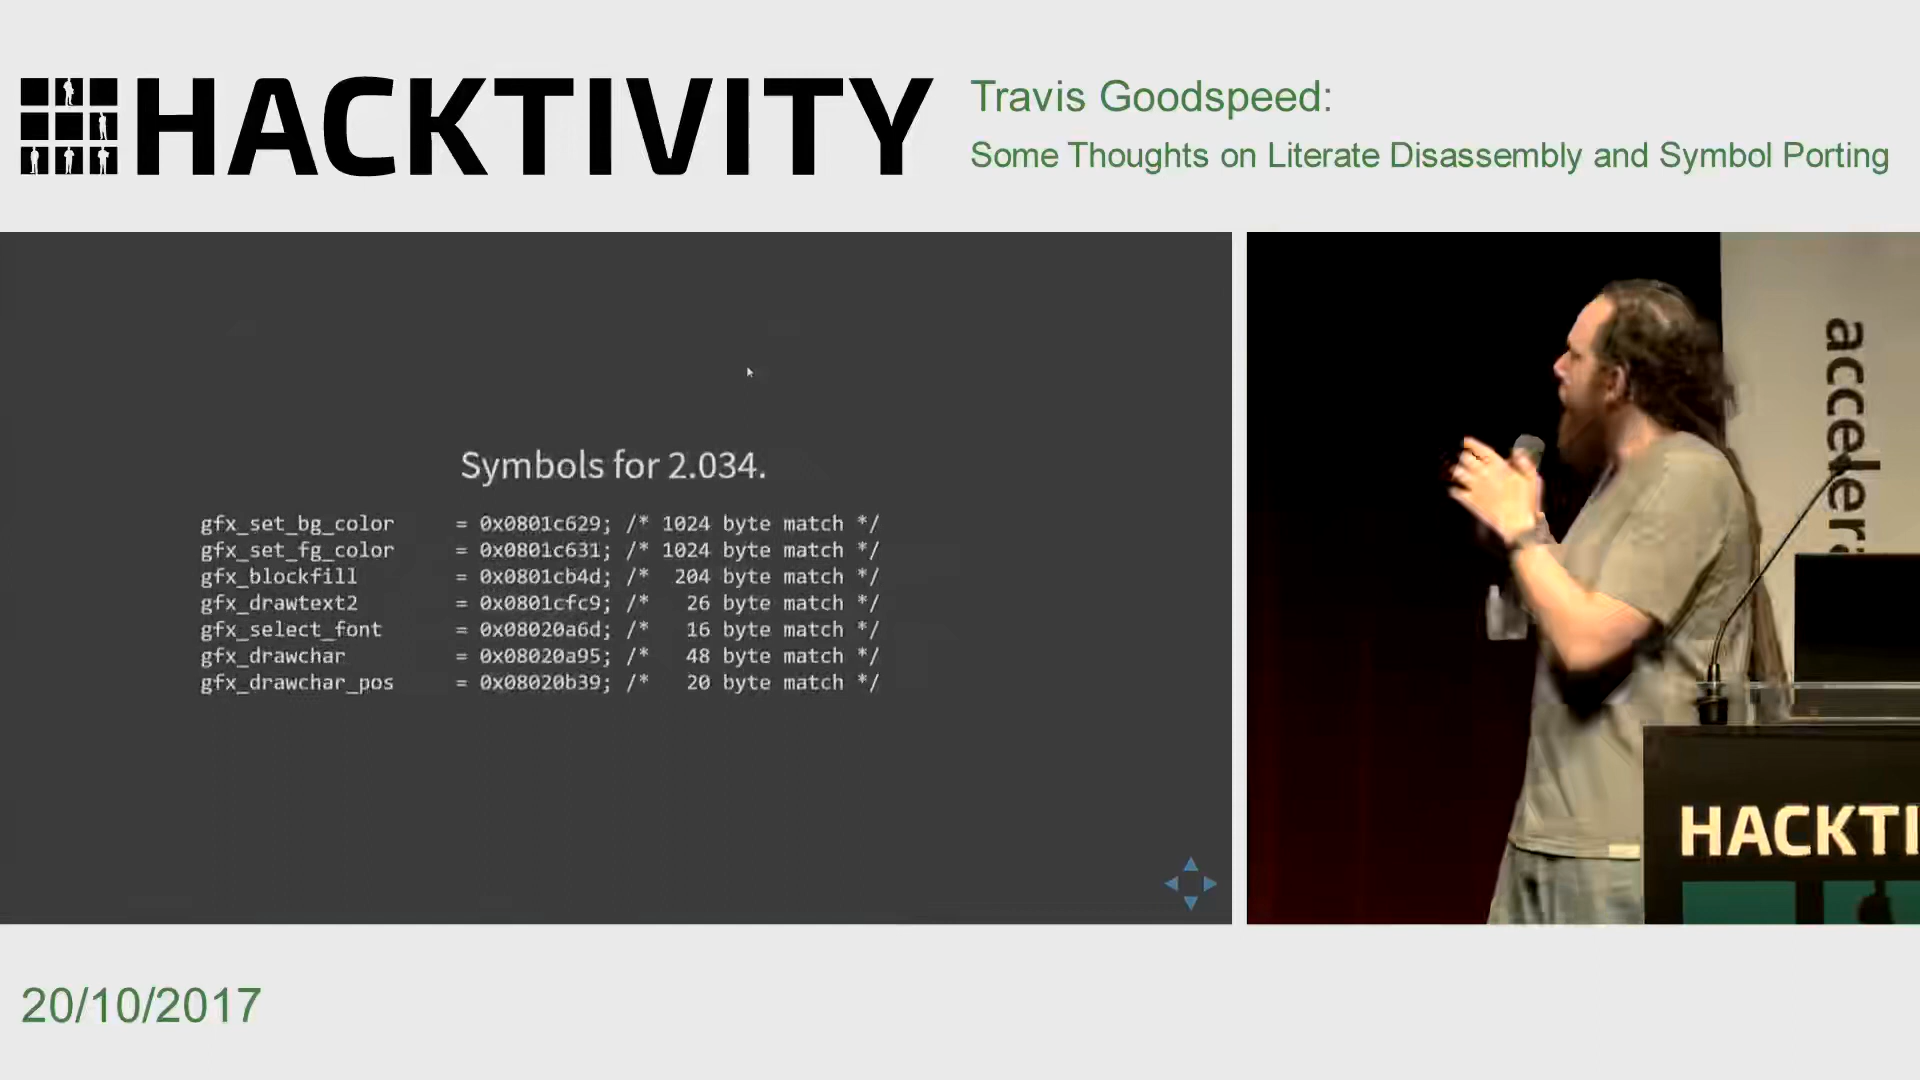 HACKTIVITY
Travis Goodspeed:
Some Thoughts on Literate Disassembly and Symbol Porting
Symbols for 2.034.
gfx_set_bg_color = 0x0801c629; /* 1024 byte match */
gfx_set_fg_color = 0x0801c631; /* 1024 byte match */
gfx_blockfill = 0x0801cb4d; /* 204 byte match */
gfx_drawtext2 = 0x0801cfc9; /* 26 byte match */
gfx_select_font = 0x08020a6d; /* 16 byte match */
gfx_drawchar = 0x08020a95; /* 48 byte match */
gfx_drawchar_pos = 0x08020b39; /* 20 byte match */
acceler
HACKTI
20/10/2017